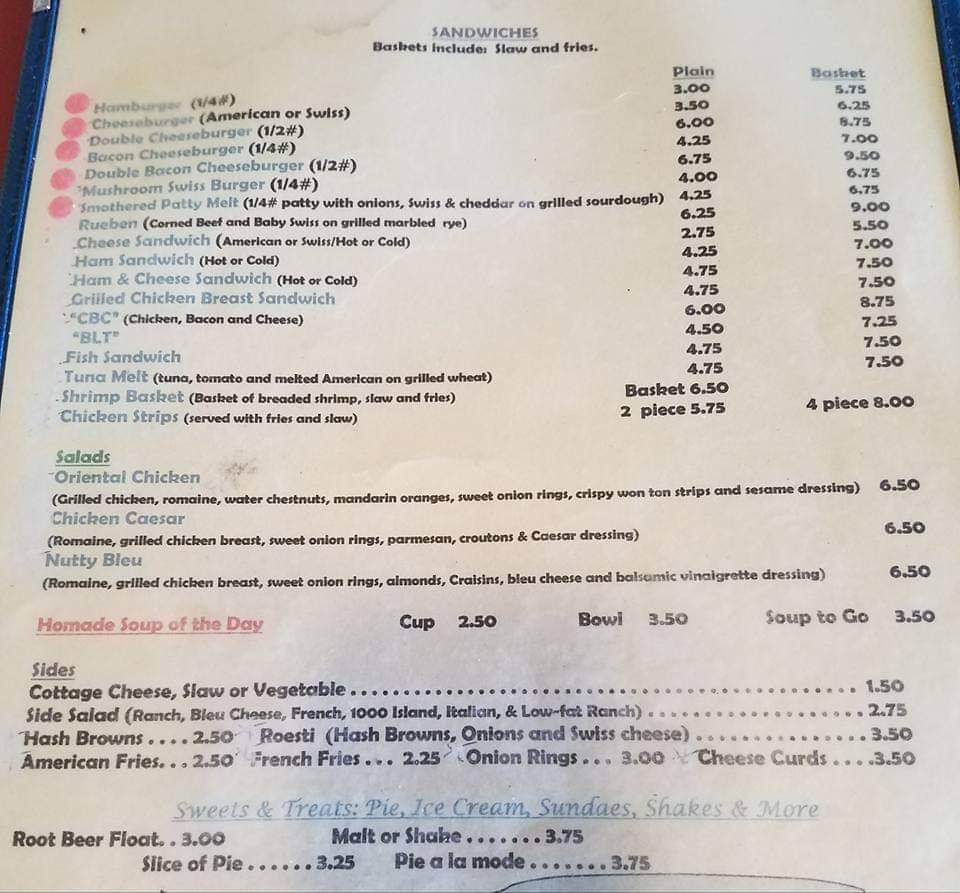 SANDWICHES
Baskets include: Slaw and fries.
Plain Basket
Hamburger (1/4#) 3.00 5.75
Cheeseburger (American or Swiss) 3.50 6.25
Double Cheeseburger (1/2#) 6.00 8.75
Bacon Cheeseburger (1/4#) 4.25 7.00
Double Bacon Cheeseburger (1/2#) 6.75 9.50
Mushroom Swiss Burger (1/4#) 4.00 6.75
Smothered Patty Melt (1/4# patty with onions, Swiss & cheddar on grilled sourdough) 4.25 6.75
Rueben (Corned Beef and Baby Swiss on grilled marbled rye) 6.25 9.00
Cheese Sandwich (American or Swiss/Hot or Cold) 2.75 5.50
Ham Sandwich (Hot or Cold) 4.25 7.00
Ham & Cheese Sandwich (Hot or Cold) 4.75 7.50
Grilled Chicken Breast Sandwich 4.75 7.50
"CBC" (Chicken, Bacon and Cheese) 6.00 8.75
"BLT" 4.50 7.25
Fish Sandwich 4.75 7.50
Tuna Melt (tuna, tomato and melted American on grilled wheat) 4.75 7.50
Shrimp Basket (Basket of breaded shrimp, slaw and fries) Basket 6.50
Chicken Strips (served with fries and slaw) 2 piece 5.75 4 piece 8.00
Salads
Oriental Chicken
(Grilled chicken, romaine, water chestnuts, mandarin oranges, sweet onion rings, crispy won ton strips and sesame dressing) 6.50
Chicken Caesar
(Romaine, grilled chicken breast, sweet onion rings, parmesan, croutons & Caesar dressing) 6.50
Nutty Bleu
(Romaine, grilled chicken breast, sweet onion rings, almonds, Craisins, bleu cheese and balsamic vinaigrette dressing) 6.50
Homade Soup of the Day Cup 2.50 Bowl 3.50 Soup to Go 3.50
Sides
Cottage Cheese, Slaw or Vegetable ........ 1.50
Side Salad (Ranch, Bleu Cheese, French, 1000 Island, Italian, & Low-fat Ranch) ........ 2.75
Hash Browns .... 2.50 Roesti (Hash Browns, Onions and Swiss cheese) ........ 3.50
American Fries... 2.50 French Fries ... 2.25 Onion Rings ... 3.00 Cheese Curds ....3.50
Sweets & Treats: Pie, Ice Cream, Sundaes, Shakes & More
Root Beer Float. . 3.00 Malt or Shake .......3.75
Slice of Pie ......3.25 Pie a la mode .......3.75